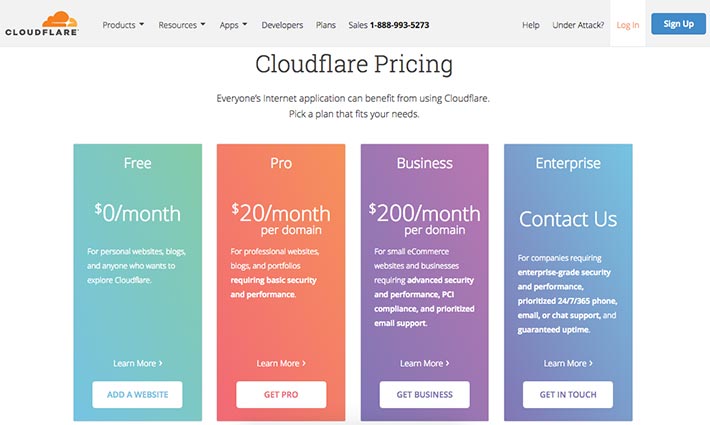 CLOUDFLARE
Products Resources Apps Developers Plans Sales 1-888-993-5273 Help Under Attack? Log In Sign Up
Cloudflare Pricing
Everyone's Internet application can benefit from using Cloudflare.
Pick a plan that fits your needs.
Free
$0/month
For personal websites, blogs,
and anyone who wants to
explore Cloudflare.
Learn More ›
ADD A WEBSITE
Pro
$20/month
per domain
For professional websites,
blogs, and portfolios
requiring basic security
and performance.
Learn More ›
GET PRO
Business
$200/month
per domain
For small eCommerce
websites and businesses
requiring advanced security
and performance, PCI
compliance, and prioritized
email support.
Learn More ›
GET BUSINESS
Enterprise
Contact Us
For companies requiring
enterprise-grade security
and performance,
prioritized 24/7/365 phone,
email, or chat support, and
guaranteed uptime.
Learn More ›
GET IN TOUCH